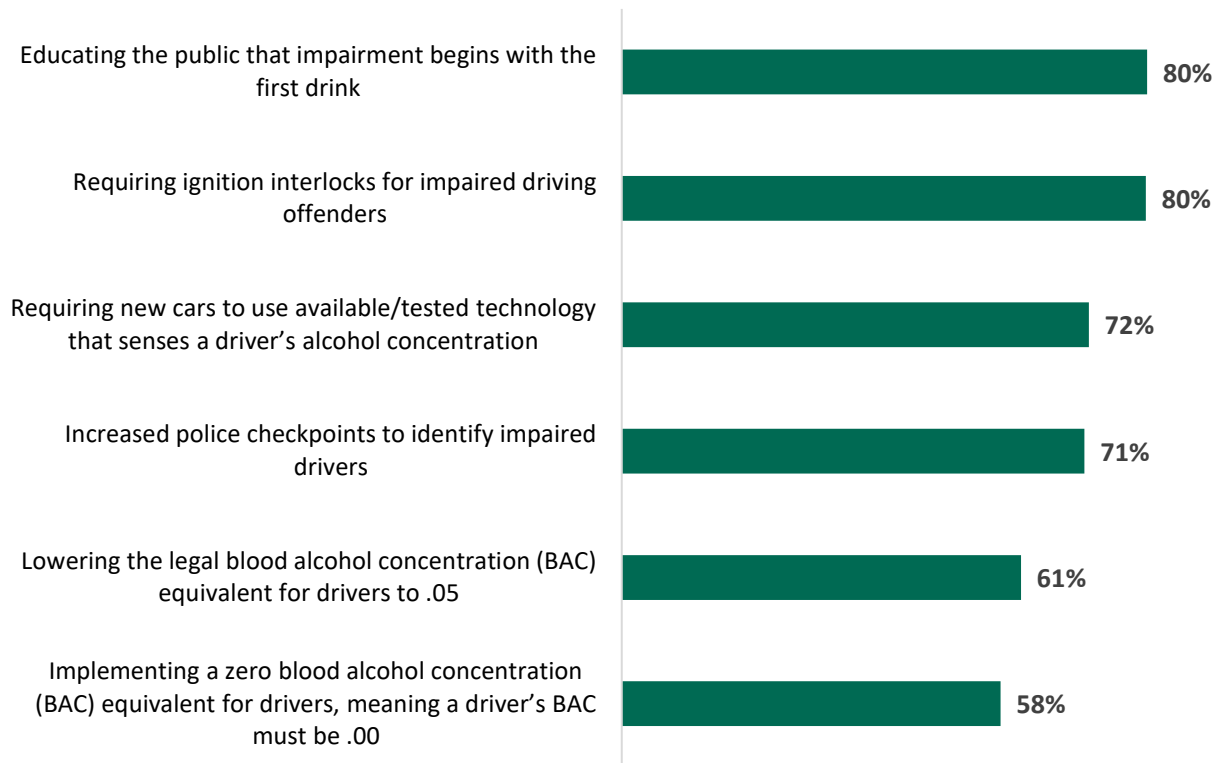 Educating the public that impairment begins with the
first drink
80%
Requiring ignition interlocks for impaired driving
offenders
80%
Requiring new cars to use available/tested technology
that senses a driver’s alcohol concentration
72%
Increased police checkpoints to identify impaired
drivers
71%
Lowering the legal blood alcohol concentration (BAC)
equivalent for drivers to .05
61%
Implementing a zero blood alcohol concentration
(BAC) equivalent for drivers, meaning a driver’s BAC
must be .00
58%